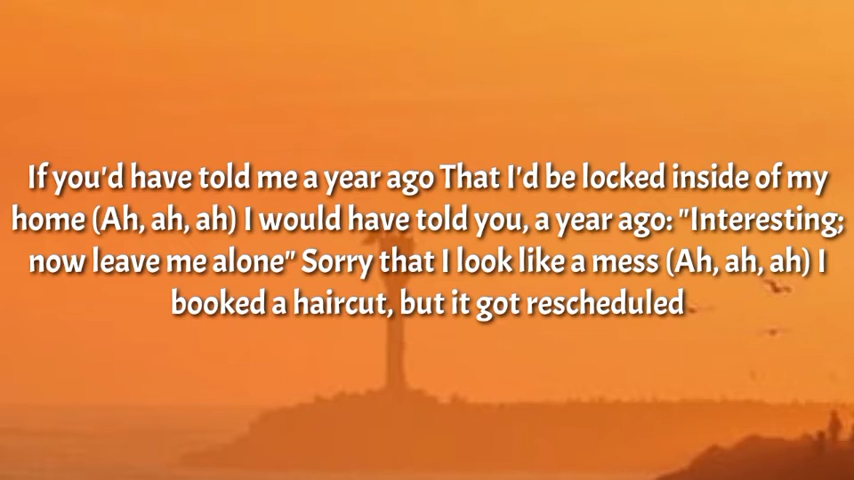 If you'd have told me a year ago That I'd be locked inside of my
home (Ah, ah, ah) I would have told you, a year ago: "Interesting;
now leave me alone" Sorry that I look like a mess (Ah, ah, ah) I
booked a haircut, but it got rescheduled